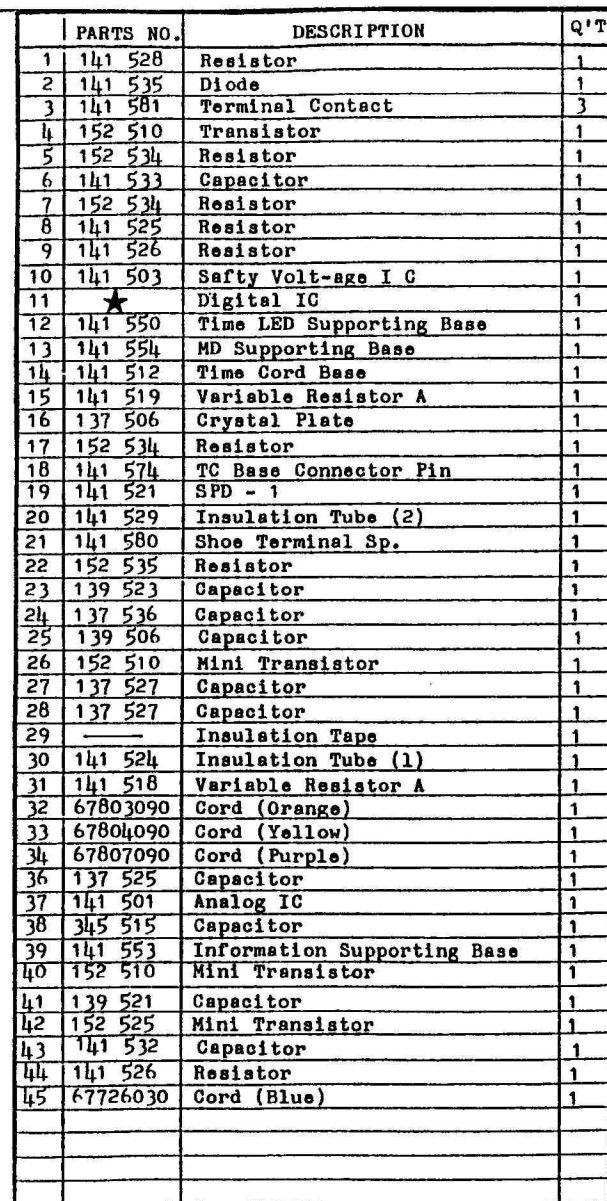 PARTS NO. DESCRIPTION Q'T
1 141 528 Resistor 1
2 141 535 Diode 1
3 141 581 Terminal Contact 3
4 152 510 Transistor 1
5 152 534 Resistor 1
6 141 533 Capacitor 1
7 152 534 Resistor 1
8 141 525 Resistor 1
9 141 526 Resistor 1
10 141 503 Safty Volt-age I C 1
11 ★ Digital IC 1
12 141 550 Time LED Supporting Base 1
13 141 554 MD Supporting Base 1
14 141 512 Time Cord Base 1
15 141 519 Variable Resistor A 1
16 137 506 Crystal Plate 1
17 152 534 Resistor 1
18 141 574 TC Base Connector Pin 1
19 141 521 SPD - 1 1
20 141 529 Insulation Tube (2) 1
21 141 580 Shoe Terminal Sp. 1
22 152 535 Resistor 1
23 139 523 Capacitor 1
24 137 536 Capacitor 1
25 139 506 Capacitor 1
26 152 510 Mini Transistor 1
27 137 527 Capacitor 1
28 137 527 Capacitor 1
29 —— Insulation Tape 1
30 141 524 Insulation Tube (1) 1
31 141 518 Variable Resistor A 1
32 67803090 Cord (Orange) 1
33 67804090 Cord (Yellow) 1
34 67807090 Cord (Purple) 1
36 137 525 Capacitor 1
37 141 501 Analog IC 1
38 345 515 Capacitor 1
39 141 553 Information Supporting Base 1
40 152 510 Mini Transistor 1
41 139 521 Capacitor 1
42 152 525 Mini Transistor 1
43 141 532 Capacitor 1
44 141 526 Resistor 1
45 67726030 Cord (Blue) 1